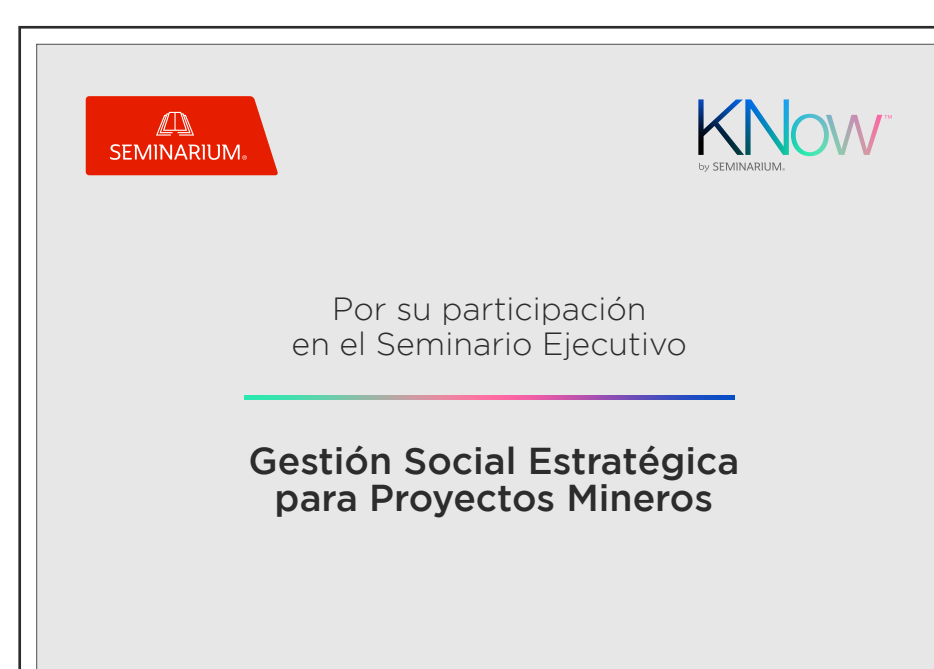 SEMINARIUM®
KNow™
by SEMINARIUM®
Por su participación
en el Seminario Ejecutivo
Gestión Social Estratégica
para Proyectos Mineros